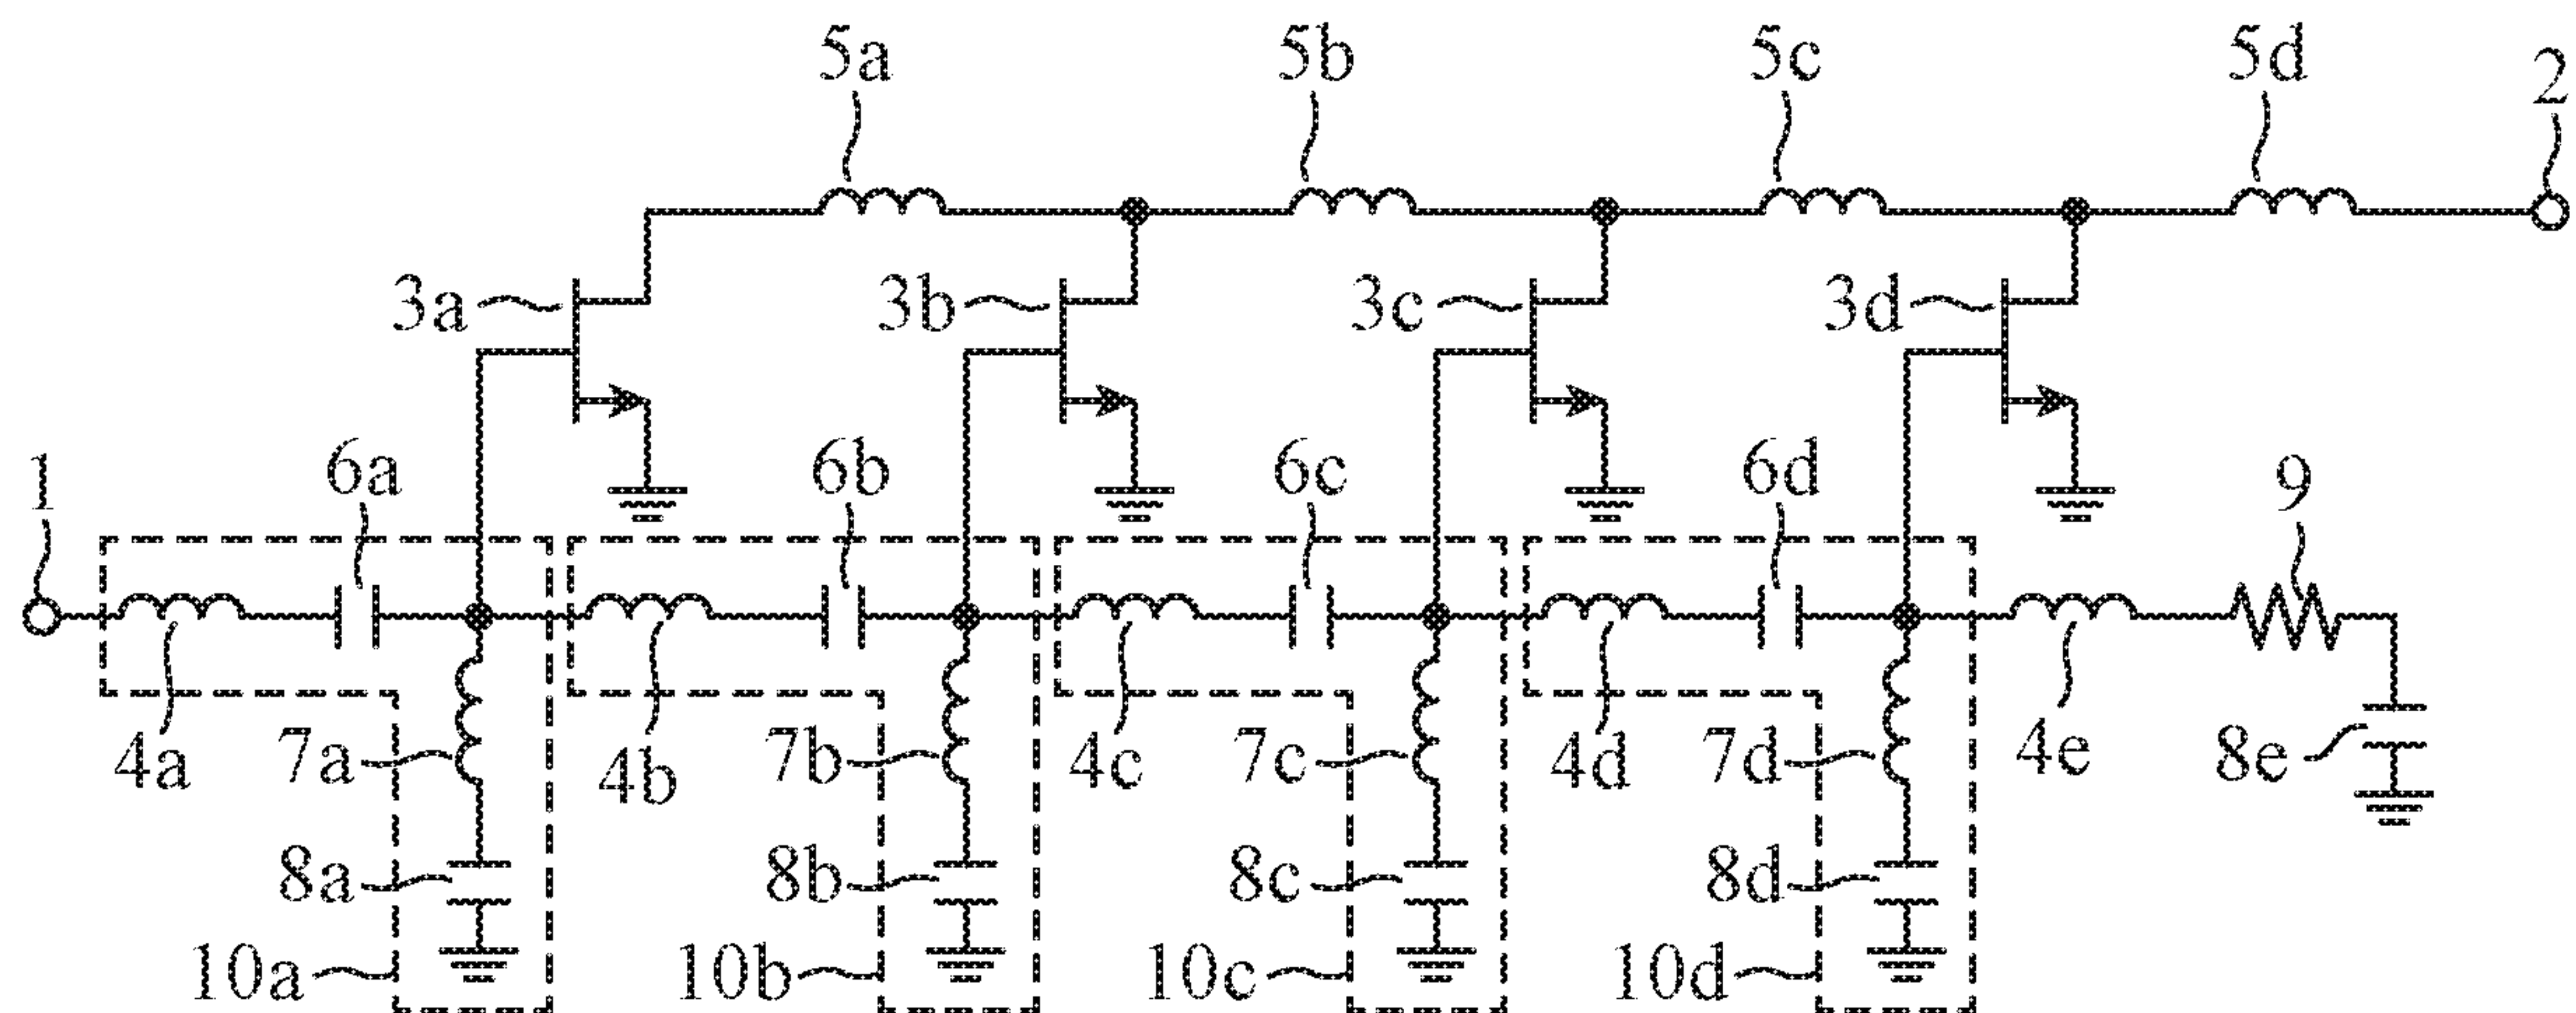 5a 5b 5c 5d 2
3a 3b 3c 3d
1 6a 6b 6c 6d 9
4a 7a 4b 7b 4c 7c 4d 7d 4e 8e
8a 8b 8c 8d
10a 10b 10c 10d